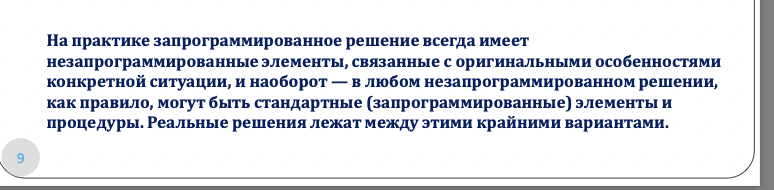 На практике запрограммированное решение всегда имеет
незапрограммированные элементы, связанные с оригинальными особенностями
конкретной ситуации, и наоборот — в любом незапрограммированном решении,
как правило, могут быть стандартные (запрограммированные) элементы и
процедуры. Реальные решения лежат между этими крайними вариантами.
9